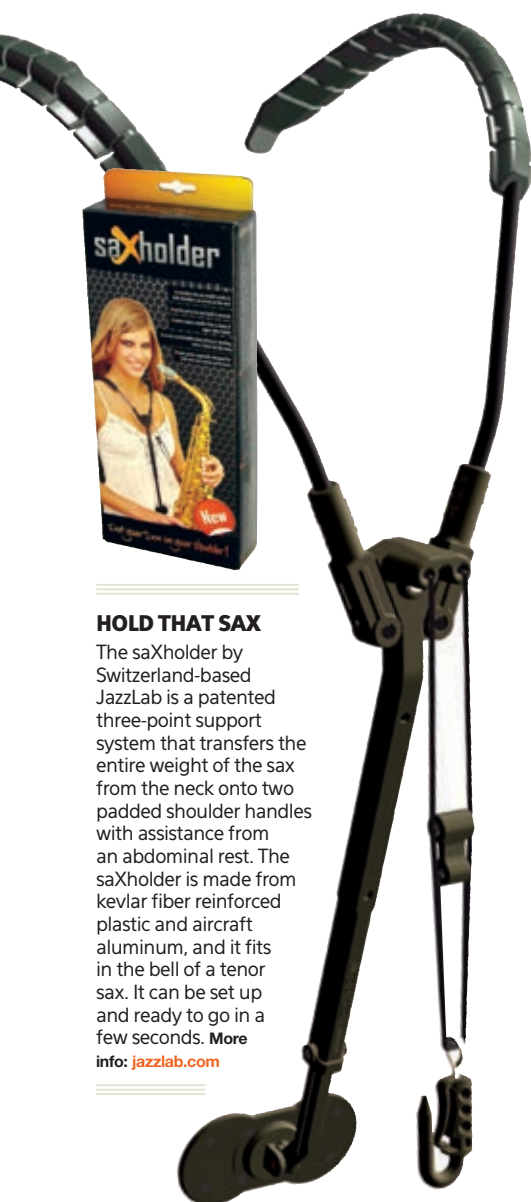 saXholder
New
HOLD THAT SAX
The saXholder by
Switzerland-based
JazzLab is a patented
three-point support
system that transfers the
entire weight of the sax
from the neck onto two
padded shoulder handles
with assistance from
an abdominal rest. The
saXholder is made from
kevlar fiber reinforced
plastic and aircraft
aluminum, and it fits
in the bell of a tenor
sax. It can be set up
and ready to go in a
few seconds. More
info: jazzlab.com